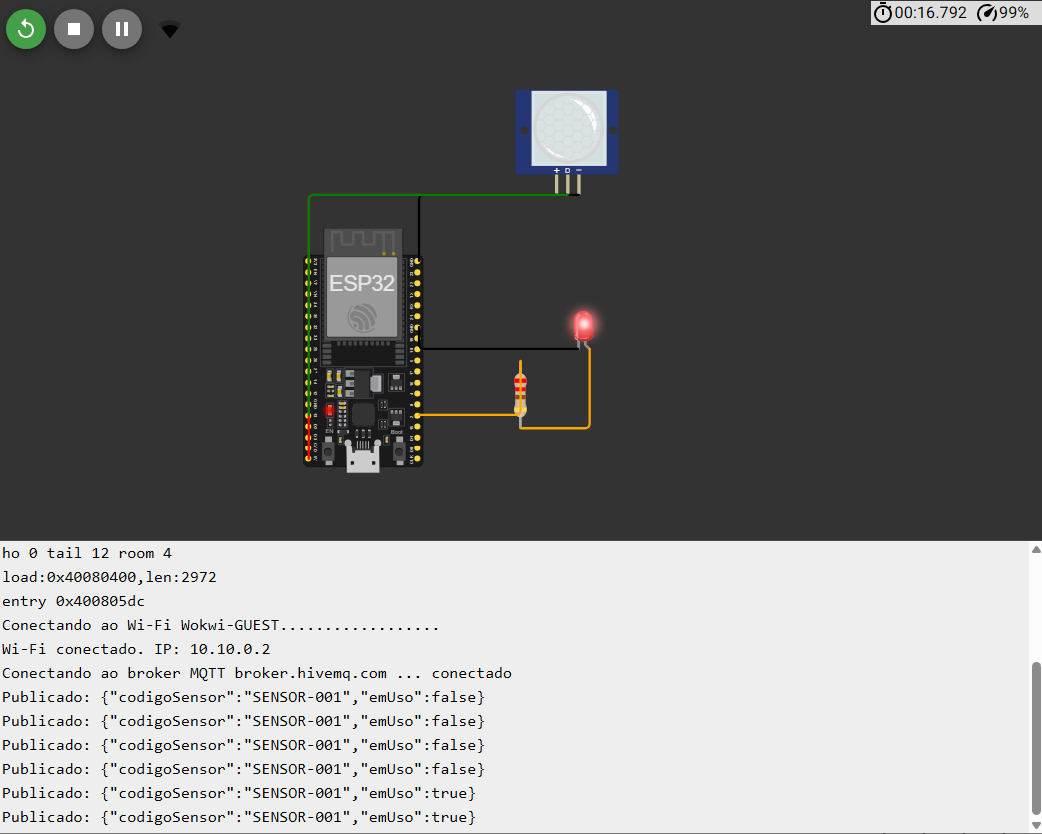 00:16.792 99%
+ D −
ESP32
EN Boot
ho 0 tail 12 room 4
load:0x40080400,len:2972
entry 0x400805dc
Conectando ao Wi-Fi Wokwi-GUEST..................
Wi-Fi conectado. IP: 10.10.0.2
Conectando ao broker MQTT broker.hivemq.com ... conectado
Publicado: {"codigoSensor":"SENSOR-001","emUso":false}
Publicado: {"codigoSensor":"SENSOR-001","emUso":false}
Publicado: {"codigoSensor":"SENSOR-001","emUso":false}
Publicado: {"codigoSensor":"SENSOR-001","emUso":false}
Publicado: {"codigoSensor":"SENSOR-001","emUso":true}
Publicado: {"codigoSensor":"SENSOR-001","emUso":true}